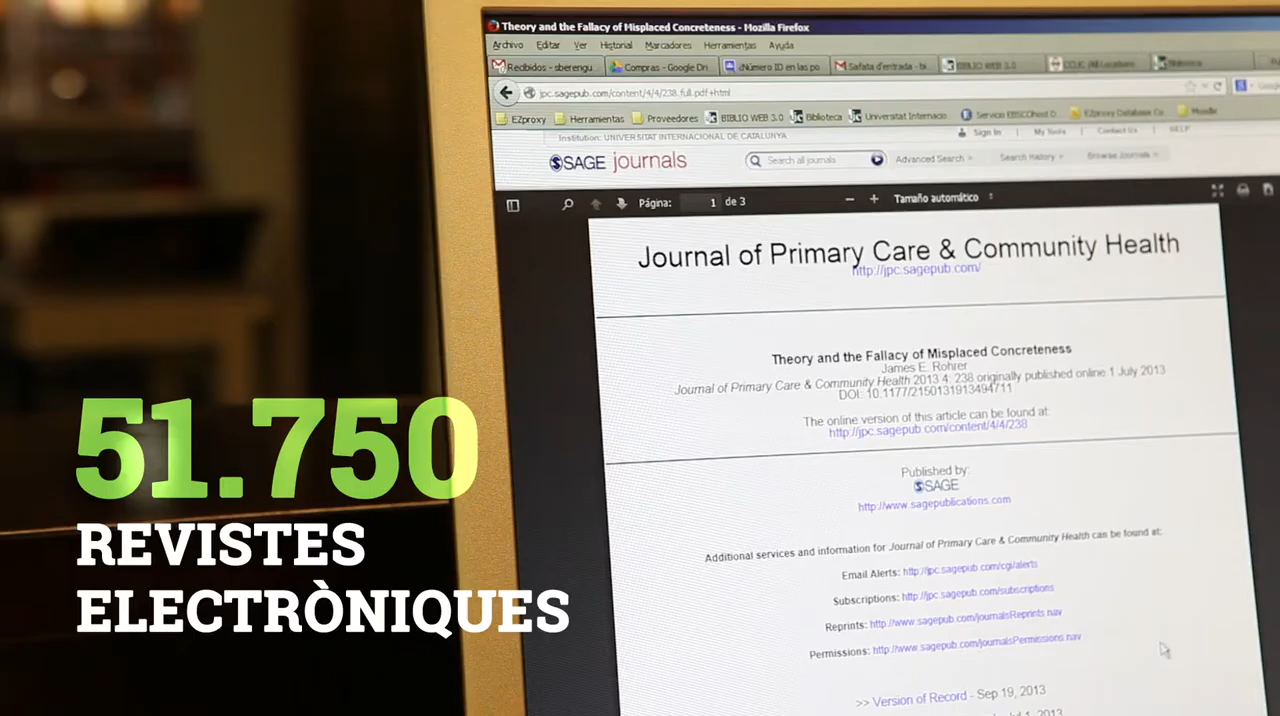 Theory and the Fallacy of Misplaced Concreteness - Mozilla Firefox
Archivo Editar Ver Historial Marcadores Herramientas Ayuda
Recibidos - sberengu... Compras - Google Dri... ¿Número ID en las po... Safata d'entrada - bi... BIBLIO WEB 3.0
jpc.sagepub.com/content/4/4/238.full.pdf+html
EZproxy Herramientas Proveedores BIBLIO WEB 3.0 Biblioteca Universitat Internacio... Servicio EBSCOhost D... EZproxy Database Co... Moodle
Institution: UNIVERSITAT INTERNACIONAL DE CATALUNYA
Sign In | My Tools | Contact Us | HELP
SAGE journals
Search all journals
Advanced Search Search History Browse Journals
Página: 1 de 3
Tamaño automático
Journal of Primary Care & Community Health
http://jpc.sagepub.com/
Theory and the Fallacy of Misplaced Concreteness
James E. Rohrer
Journal of Primary Care & Community Health 2013 4: 238 originally published online 1 July 2013
DOI: 10.1177/2150131913494711
The online version of this article can be found at:
http://jpc.sagepub.com/content/4/4/238
Published by:
SAGE
http://www.sagepublications.com
Additional services and information for Journal of Primary Care & Community Health can be found at:
Email Alerts: http://jpc.sagepub.com/cgi/alerts
Subscriptions: http://jpc.sagepub.com/subscriptions
Reprints: http://www.sagepub.com/journalsReprints.nav
Permissions: http://www.sagepub.com/journalsPermissions.nav
>> Version of Record - Sep 19, 2013
1, 2013
51.750
REVISTES
ELECTRÒNIQUES